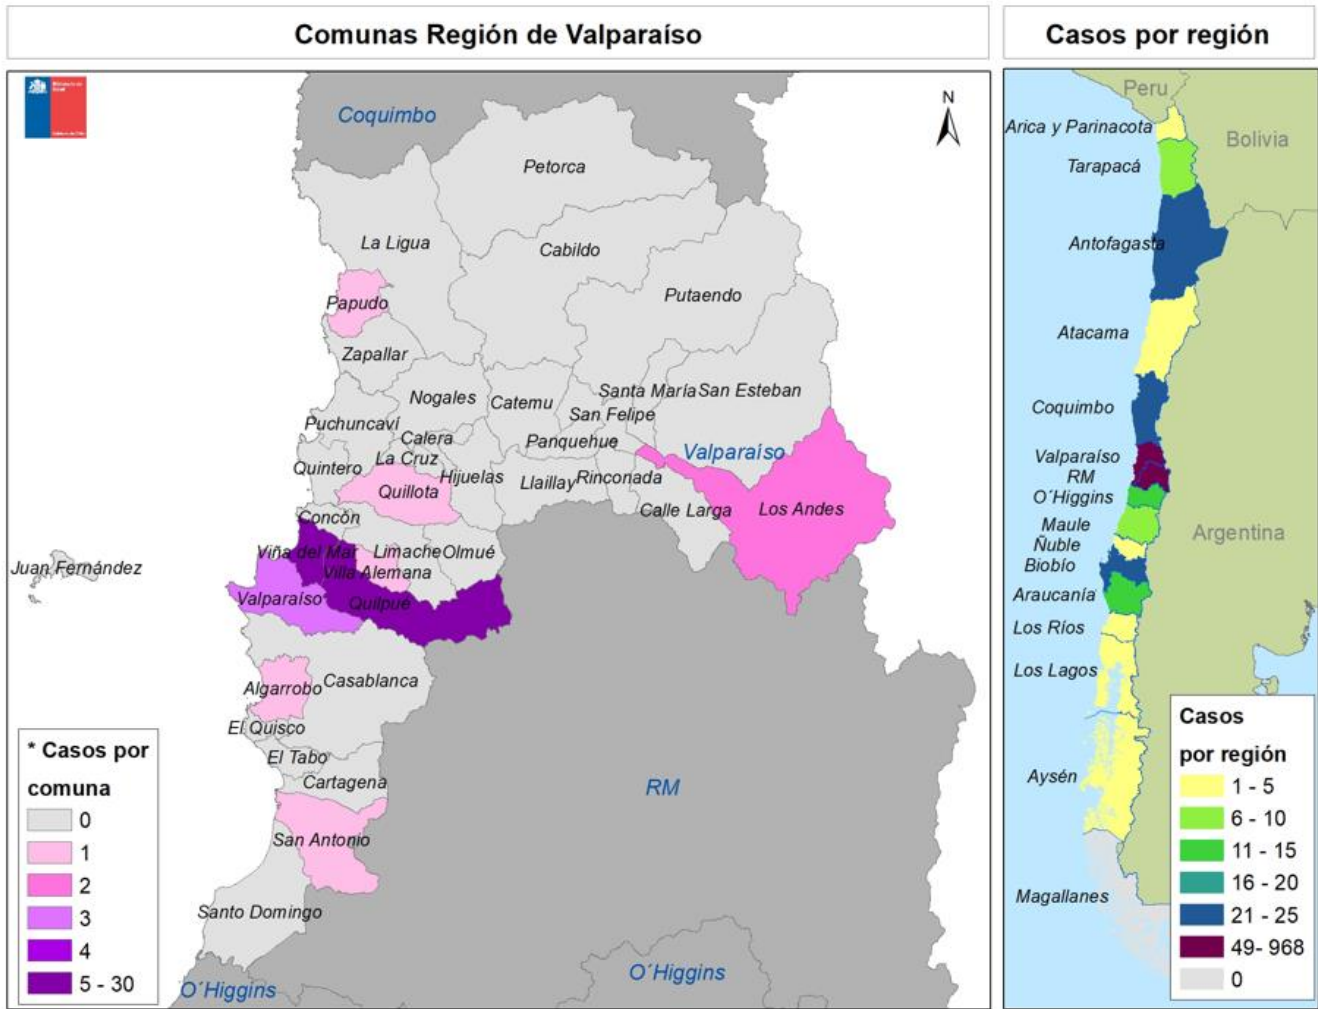 Comunas Región de Valparaíso
Casos por región
N
Coquimbo
Petorca
La Ligua
Cabildo
Papudo
Putaendo
Zapallar
Nogales
Catemu
Santa María
San Esteban
San Felipe
Puchuncaví
Calera
Panquehue
Valparaíso
La Cruz
Quintero
Hijuelas
Llaillay
Rinconada
Quillota
Calle Larga
Los Andes
Concón
Viña del Mar
Limache
Olmué
Juan Fernández
Villa Alemana
Valparaíso
Quilpué
Algarrobo
Casablanca
El Quisco
El Tabo
Cartagena
RM
San Antonio
Santo Domingo
O´Higgins
O´Higgins
* Casos por
comuna
0
1
2
3
4
5 - 30
Peru
Arica y Parinacota
Bolivia
Tarapacá
Antofagasta
Atacama
Coquimbo
Valparaíso
RM
O´Higgins
Maule
Argentina
Ñuble
Biobío
Araucanía
Los Ríos
Los Lagos
Aysén
Magallanes
Casos
por región
1 - 5
6 - 10
11 - 15
16 - 20
21 - 25
49- 968
0